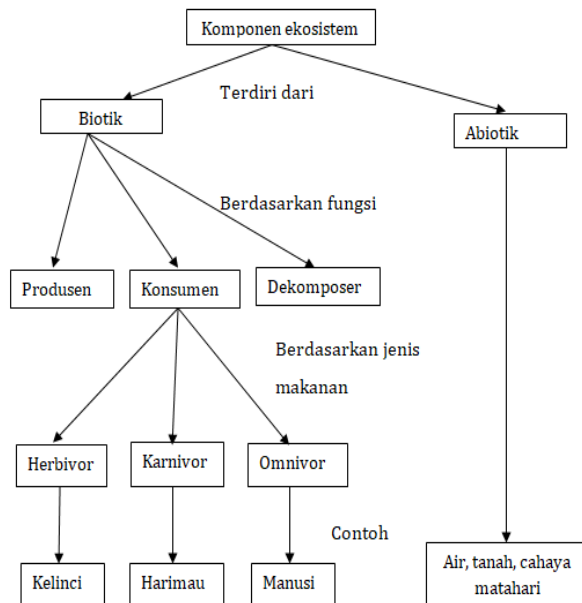 Komponen ekosistem
Terdiri dari
Biotik
Abiotik
Berdasarkan fungsi
Produsen
Konsumen
Dekomposer
Berdasarkan jenis
makanan
Herbivor
Karnivor
Omnivor
Contoh
Kelinci
Harimau
Manusi
Air, tanah, cahaya
matahari